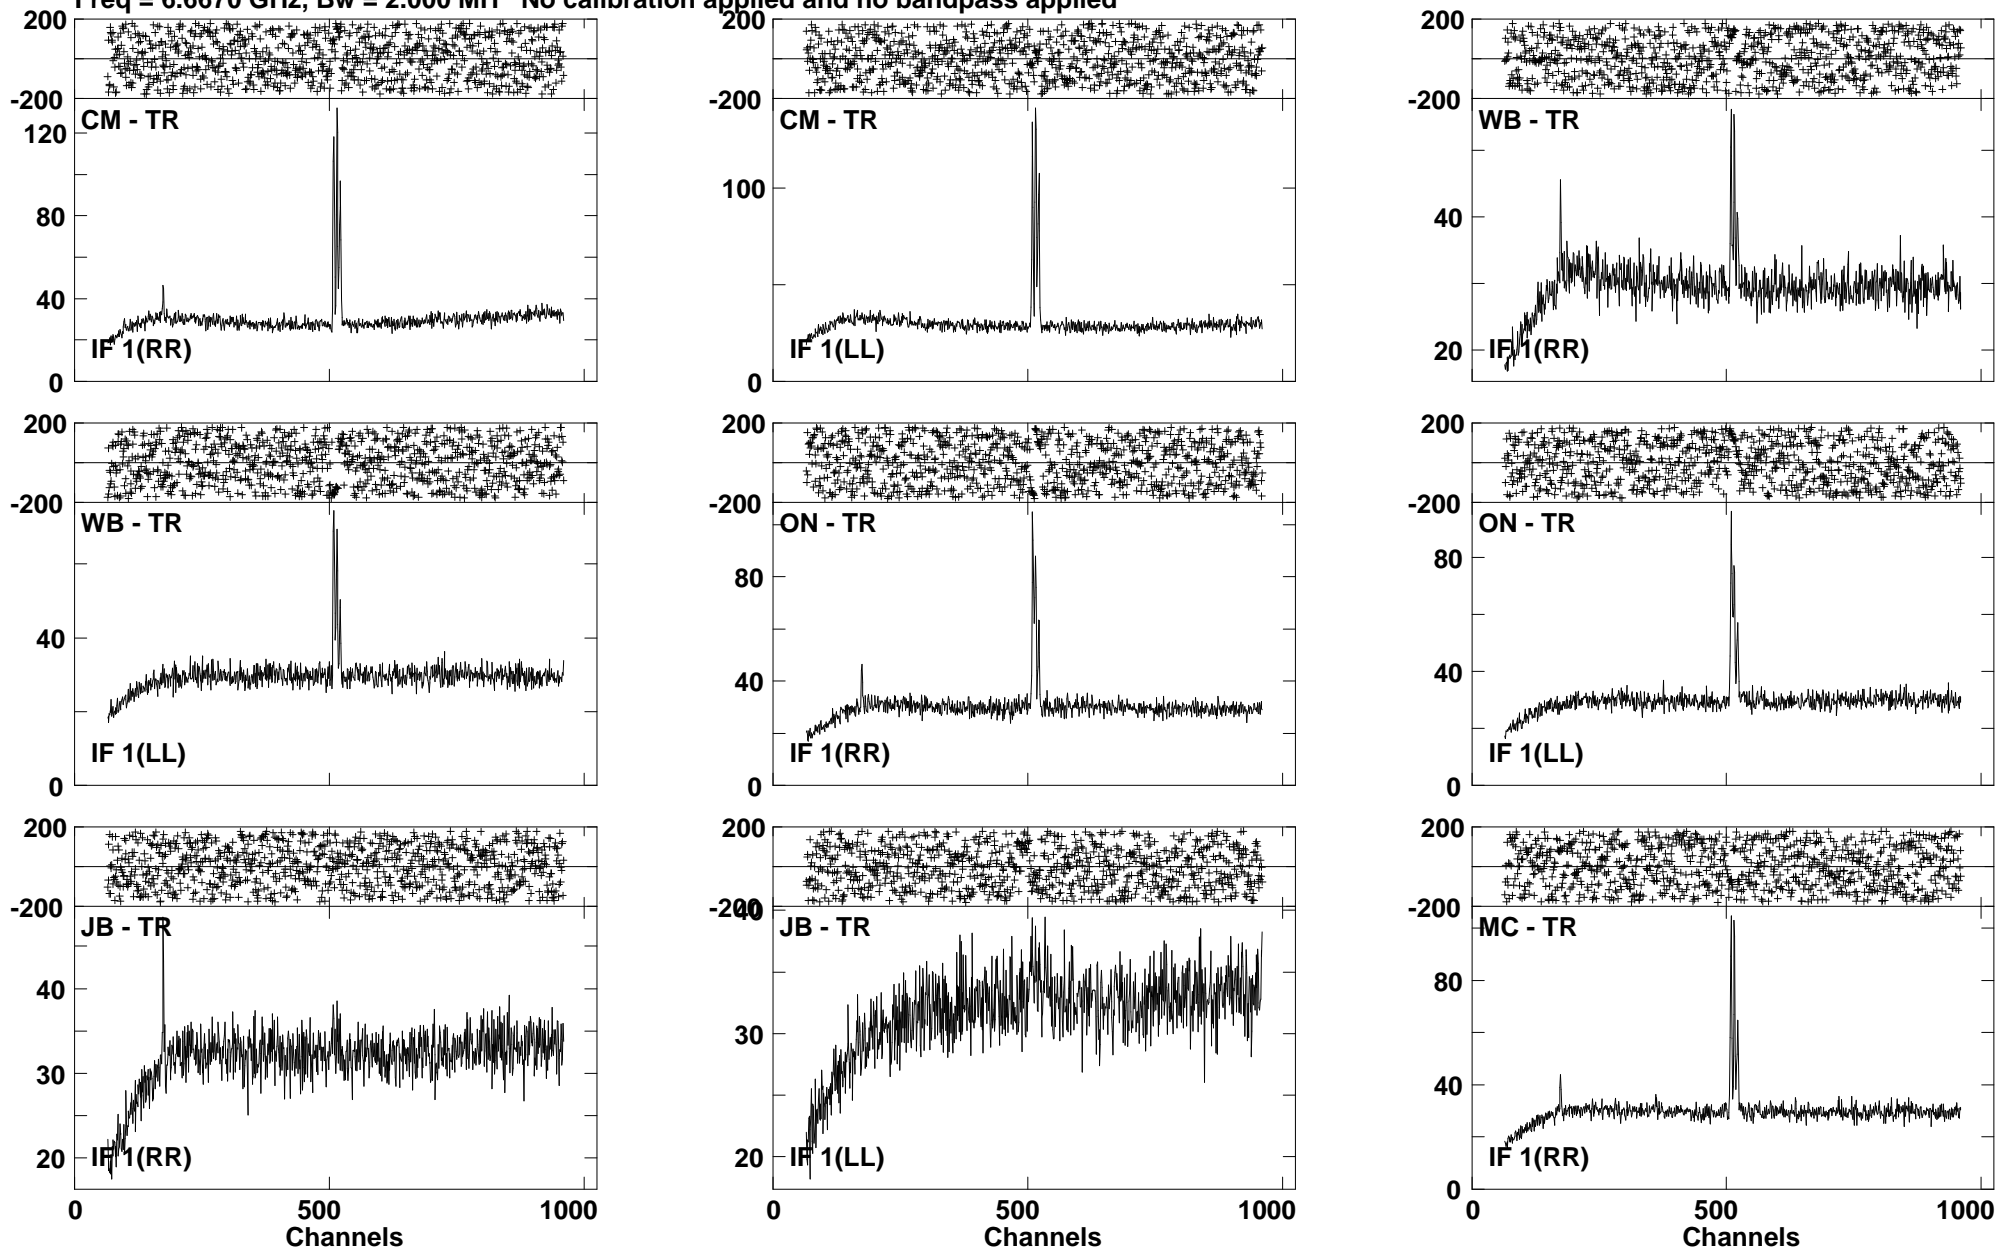 Freq = 6.6670 GHz, Bw = 2.000 MH No calibration applied and no bandpass applied
200
-200
CM - TR
120
80
40
0
IF 1(RR)
200
-200
CM - TR
100
0
IF 1(LL)
200
-200
WB - TR
40
20
IF 1(RR)
200
-200
WB - TR
40
0
IF 1(LL)
200
-200
ON - TR
80
40
0
IF 1(RR)
200
-200
ON - TR
80
40
0
IF 1(LL)
200
-200
JB - TR
40
30
20
IF 1(RR)
0 500 1000
Channels
200
-200
40
JB - TR
30
20
IF 1(LL)
0 500 1000
Channels
200
-200
MC - TR
80
40
0
IF 1(RR)
0 500 1000
Channels